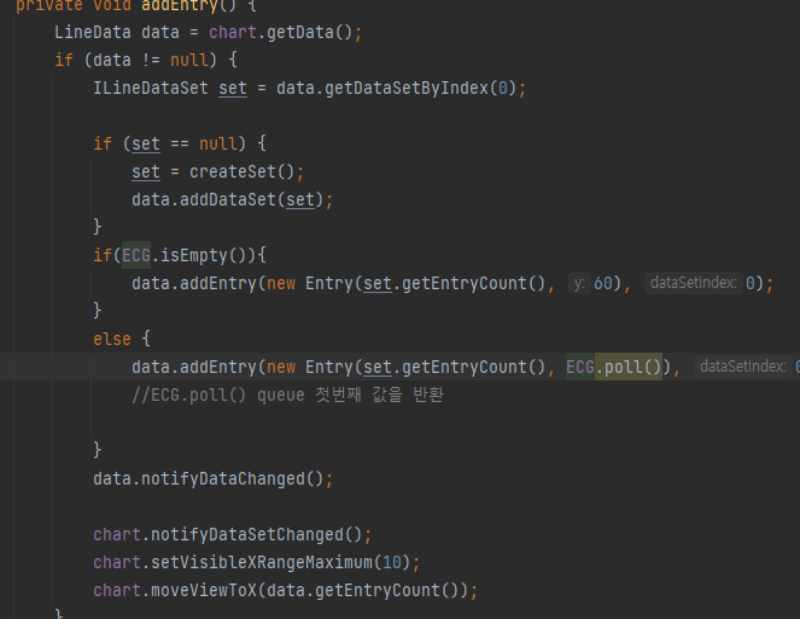 private void addEntry() {
LineData data = chart.getData();
if (data != null) {
ILineDataSet set = data.getDataSetByIndex(0);
if (set == null) {
set = createSet();
data.addDataSet(set);
}
if(ECG.isEmpty()){
data.addEntry(new Entry(set.getEntryCount(), y: 60), dataSetIndex: 0);
}
else {
data.addEntry(new Entry(set.getEntryCount(), ECG.poll()), dataSetIndex: 0
//ECG.poll() queue 첫번째 값을 반환
}
data.notifyDataChanged();
chart.notifyDataSetChanged();
chart.setVisibleXRangeMaximum(10);
chart.moveViewToX(data.getEntryCount());
}